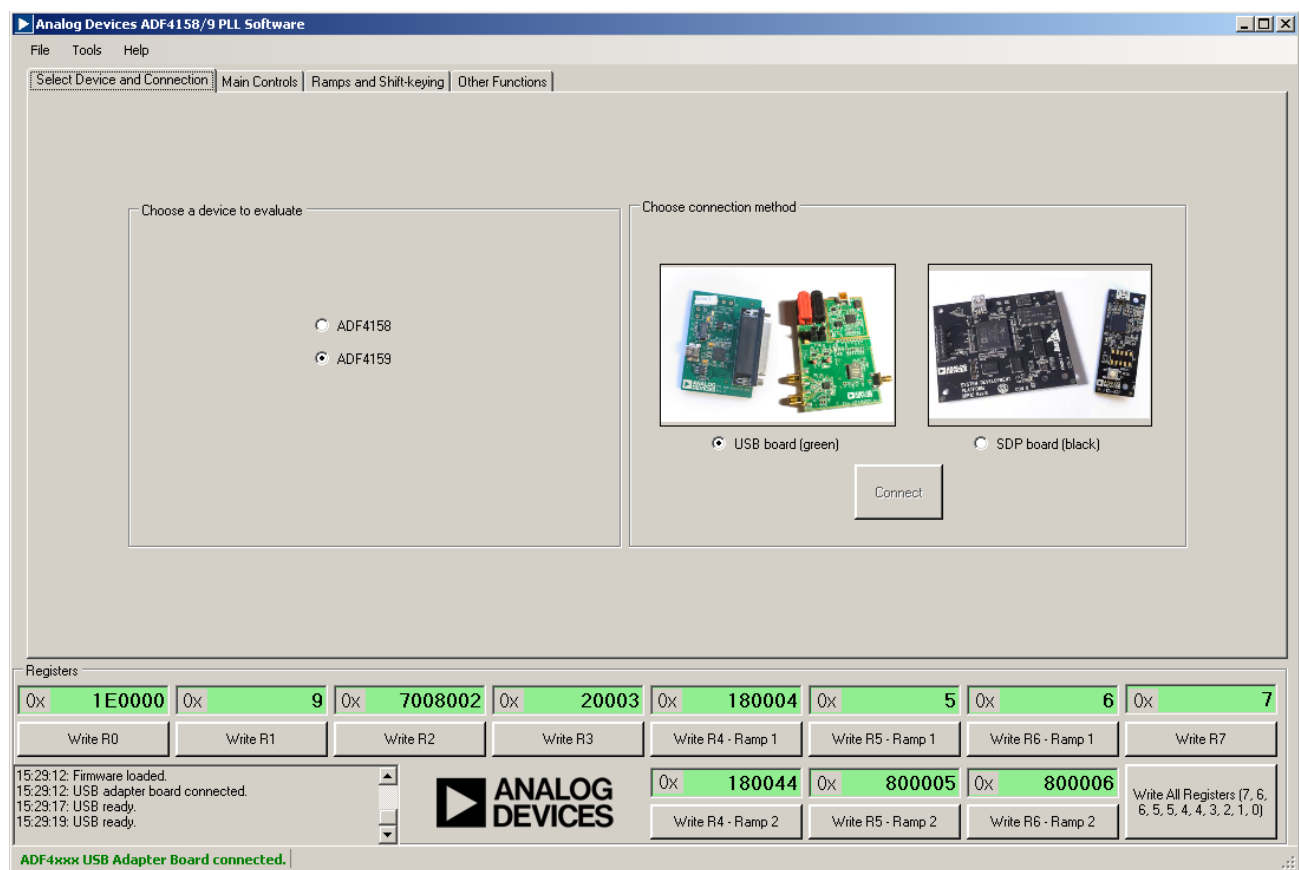 Analog Devices ADF4158/9 PLL Software
File Tools Help
Select Device and Connection Main Controls Ramps and Shift-keying Other Functions
Choose a device to evaluate
Choose connection method
ADF4158
ADF4159
ANALOG DEVICES
SYSTEM DEVELOPMENT
PLATFORM
USB board (green) SDP board (black)
Connect
Registers
0x 1E0000 0x 9 0x 7008002 0x 20003 0x 180004 0x 5 0x 6 0x 7
Write R0 Write R1 Write R2 Write R3 Write R4 - Ramp 1 Write R5 - Ramp 1 Write R6 - Ramp 1 Write R7
15:29:12: Firmware loaded.
15:29:12: USB adapter board connected.
15:29:17: USB ready.
15:29:19: USB ready.
ANALOG
DEVICES
0x 180044 0x 800005 0x 800006
Write R4 - Ramp 2 Write R5 - Ramp 2 Write R6 - Ramp 2
Write All Registers (7, 6,
6, 5, 5, 4, 4, 3, 2, 1, 0)
ADF4xxx USB Adapter Board connected.